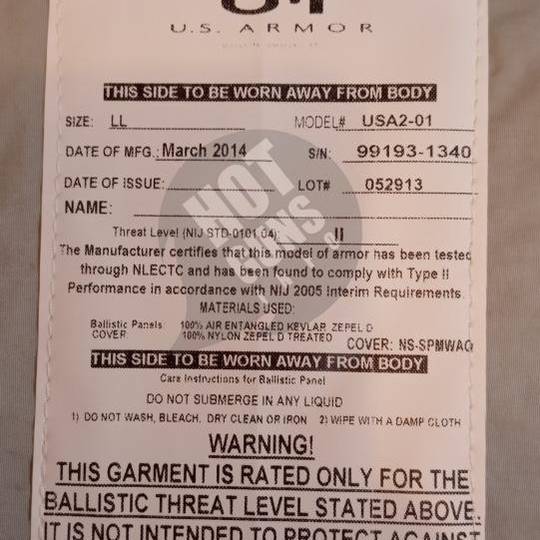 U.S. ARMOR
THIS SIDE TO BE WORN AWAY FROM BODY
SIZE: LL MODEL# USA2-01
DATE OF MFG.: March 2014 S/N: 99193-1340
DATE OF ISSUE: LOT# 052913
NAME:
Threat Level (NIJ STD-0101.04): II
The Manufacturer certifies that this model of armor has been tested
through NLECTC and has been found to comply with Type II
Performance in accordance with NIJ 2005 Interim Requirements.
MATERIALS USED:
Ballistic Panels 100% AIR ENTANGLED KEVLAR, ZEPEL D
COVER 100% NYLON ZEPEL D TREATED COVER: NS-SPMWAO
THIS SIDE TO BE WORN AWAY FROM BODY
Care Instructions for Ballistic Panel
DO NOT SUBMERGE IN ANY LIQUID
1) DO NOT WASH, BLEACH, DRY CLEAN OR IRON 2) WIPE WITH A DAMP CLOTH
WARNING!
THIS GARMENT IS RATED ONLY FOR THE
BALLISTIC THREAT LEVEL STATED ABOVE.
IT IS NOT INTENDED TO PROTECT AGAINST
HOT
GUNS